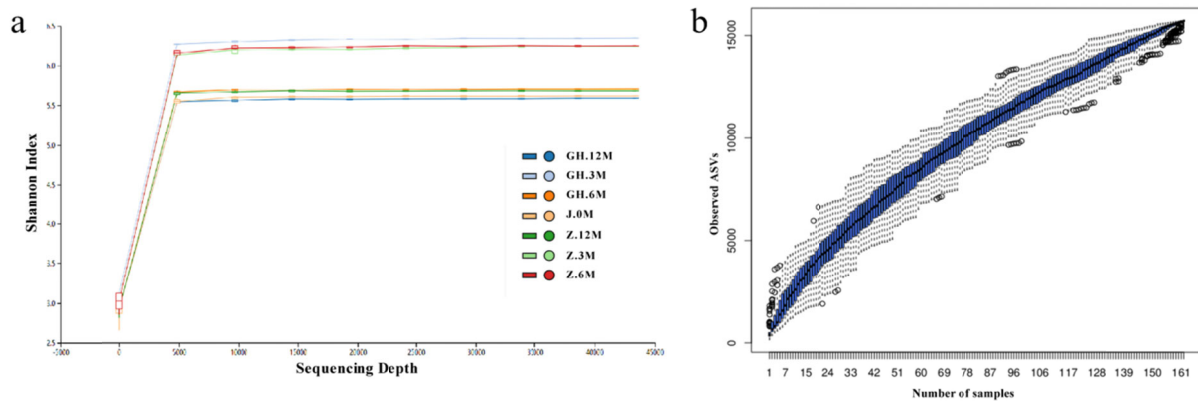 a
6.5
6.0
5.5
5.0
4.5
4.0
3.5
3.0
2.5
Shannon Index
-5000 0 5000 10000 15000 20000 25000 30000 35000 40000 45000
Sequencing Depth
GH.12M
GH.3M
GH.6M
J.0M
Z.12M
Z.3M
Z.6M
b
15000
10000
5000
0
Observed ASVs
1 7 15 24 33 42 51 60 69 78 87 96 106 117 128 139 150 161
Number of samples